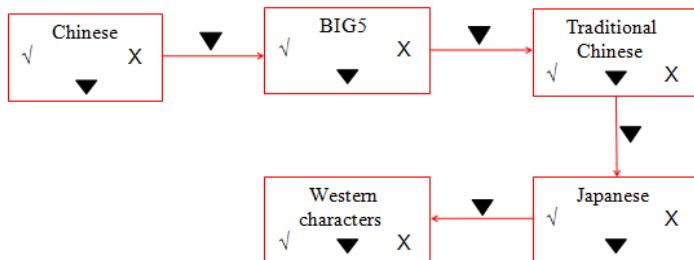 Chinese
√ X
BIG5
√ X
Traditional
Chinese
√ X
Japanese
√ X
Western
characters
√ X